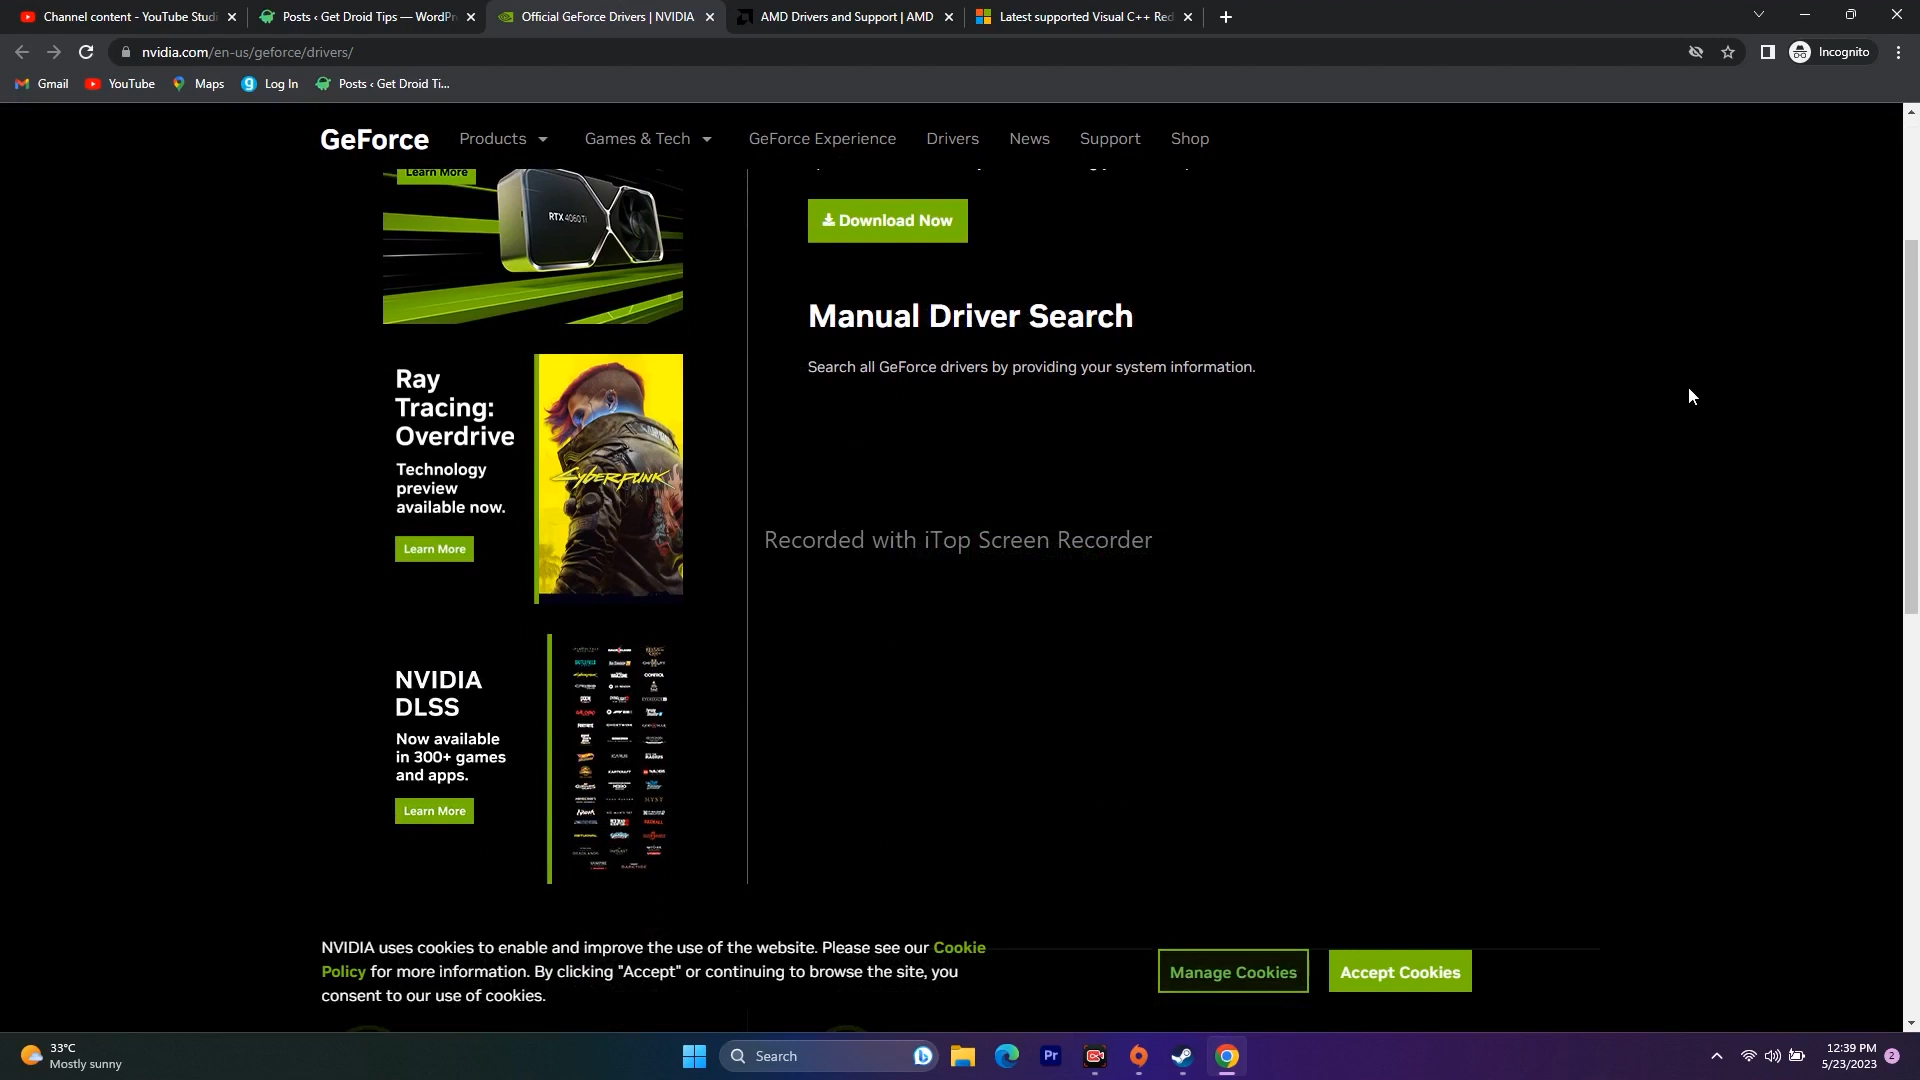 Channel content - YouTube Studi
Posts ‹ Get Droid Tips — WordPr
Official GeForce Drivers | NVIDIA
AMD Drivers and Support | AMD
Latest supported Visual C++ Red
nvidia.com/en-us/geforce/drivers/
Incognito
Gmail
YouTube
Maps
Log In
Posts ‹ Get Droid Ti...
GeForce
Products
Games & Tech
GeForce Experience
Drivers
News
Support
Shop
Learn More
RTX 4060 Ti
Download Now
Manual Driver Search
Search all GeForce drivers by providing your system information.
Ray
Tracing:
Overdrive
Technology
preview
available now.
Learn More
CYBERPUNK
Recorded with iTop Screen Recorder
NVIDIA
DLSS
Now available
in 300+ games
and apps.
Learn More
CONTROL
NVIDIA uses cookies to enable and improve the use of the website. Please see our Cookie
Policy for more information. By clicking "Accept" or continuing to browse the site, you
consent to our use of cookies.
Manage Cookies
Accept Cookies
33°C
Mostly sunny
Search
Pr
12:39 PM
5/23/2023
2